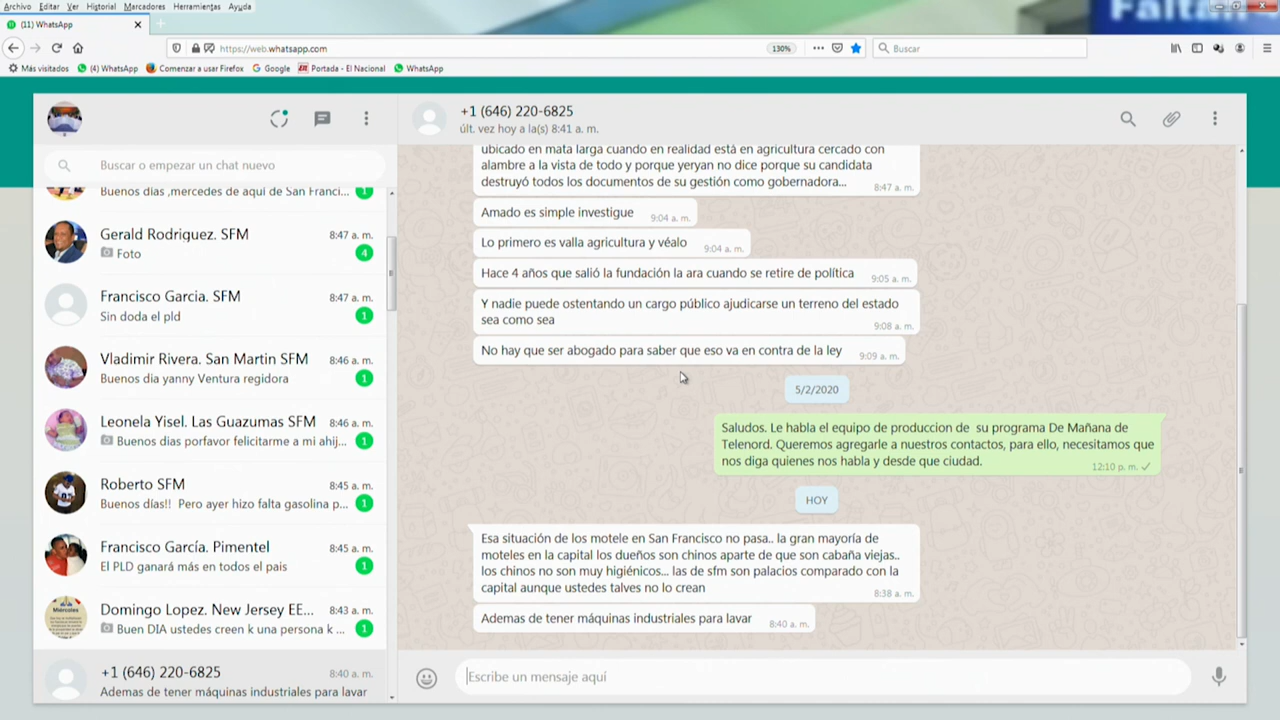 Archivo Editar Ver Historial Marcadores Herramientas Ayuda
Faltan
(11) WhatsApp
https://web.whatsapp.com
130%
Buscar
Más visitados
(4) WhatsApp
Comenzar a usar Firefox
Google
Portada - El Nacional
WhatsApp
Buscar o empezar un chat nuevo
Buenos dias ,mercedes de aqui de San Franci...
1
Gerald Rodriguez. SFM
8:47 a. m.
Foto
4
Francisco Garcia. SFM
8:47 a. m.
Sin doda el pld
1
Vladimir Rivera. San Martin SFM
8:46 a. m.
Buenos dia yanny Ventura regidora
1
Leonela Yisel. Las Guazumas SFM
8:46 a. m.
Buenos dias porfavor felicitarme a mi ahij...
1
Roberto SFM
8:45 a. m.
Buenos días!! Pero ayer hizo falta gasolina p...
1
Francisco García. Pimentel
8:45 a. m.
El PLD ganará más en todos el pais
1
Domingo Lopez. New Jersey EE...
8:43 a. m.
Buen DIA ustedes creen k una persona k ...
1
+1 (646) 220-6825
8:40 a. m.
Ademas de tener máquinas industriales para lavar
+1 (646) 220-6825
últ. vez hoy a la(s) 8:41 a. m.
ubicado en mata larga cuando en realidad está en agricultura cercado con
alambre a la vista de todo y porque yeryan no dice porque su candidata
destruyó todos los documentos de su gestión como gobernadora...
8:47 a. m.
Amado es simple investigue
9:04 a. m.
Lo primero es valla agricultura y véalo
9:04 a. m.
Hace 4 años que salió la fundación la ara cuando se retire de política
9:05 a. m.
Y nadie puede ostentando un cargo público ajudicarse un terreno del estado
sea como sea
9:08 a. m.
No hay que ser abogado para saber que eso va en contra de la ley
9:09 a. m.
5/2/2020
Saludos. Le habla el equipo de produccion de su programa De Mañana de
Telenord. Queremos agregarle a nuestros contactos, para ello, necesitamos que
nos diga quienes nos habla y desde que ciudad.
12:10 p. m.
HOY
Esa situación de los motele en San Francisco no pasa.. la gran mayoría de
moteles en la capital los dueños son chinos aparte de que son cabaña viejas..
los chinos no son muy higiénicos... las de sfm son palacios comparado con la
capital aunque ustedes talves no lo crean
8:38 a. m.
Ademas de tener máquinas industriales para lavar
8:40 a. m.
Escribe un mensaje aquí